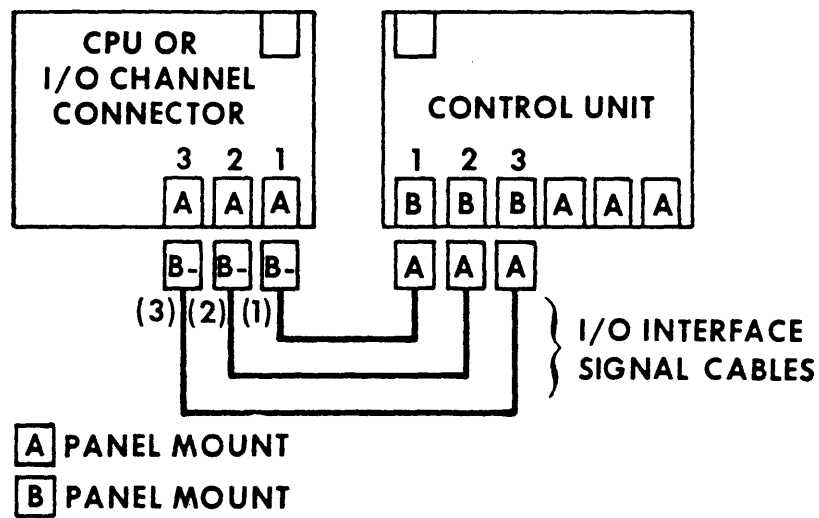 CPU OR
I/O CHANNEL
CONNECTOR
3 2 1
A A A
B- B- B-
(3) (2) (1)
CONTROL UNIT
1 2 3
B B B A A A
A A A
I/O INTERFACE
SIGNAL CABLES
A PANEL MOUNT
B PANEL MOUNT